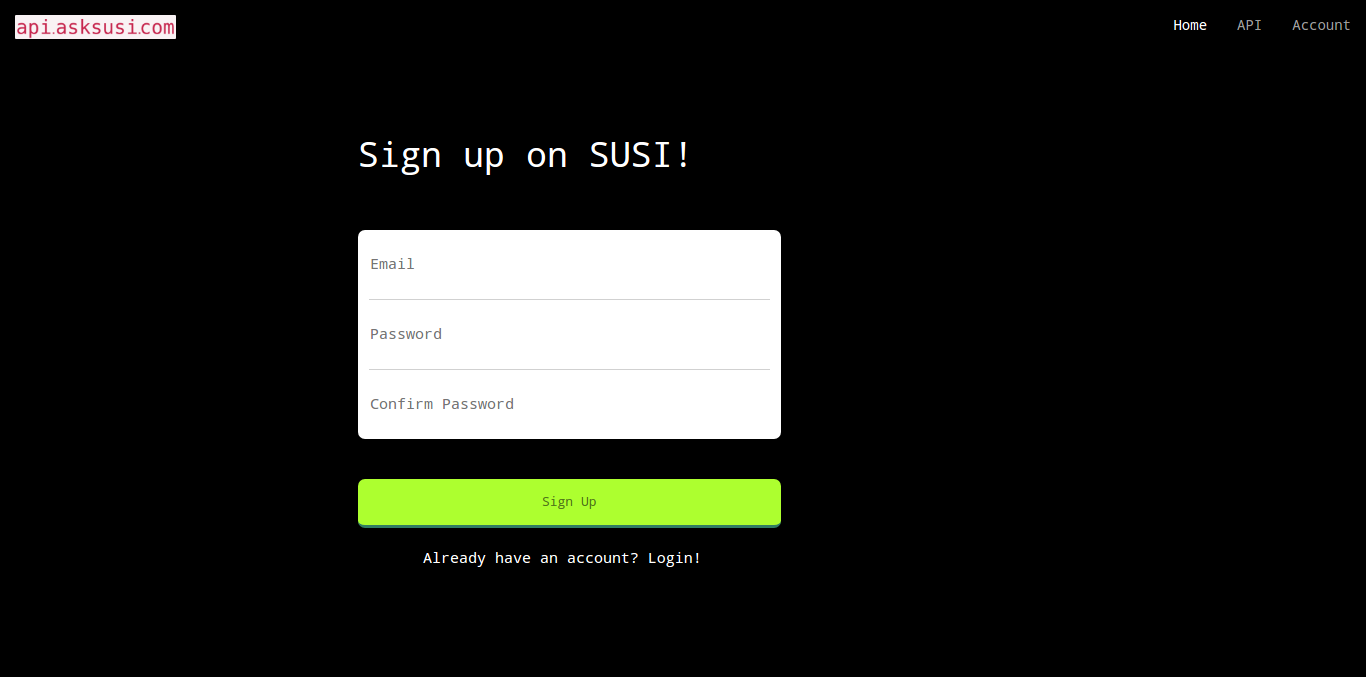 api.asksusi.com
Home API Account
Sign up on SUSI!
Email
Password
Confirm Password
Sign Up
Already have an account? Login!